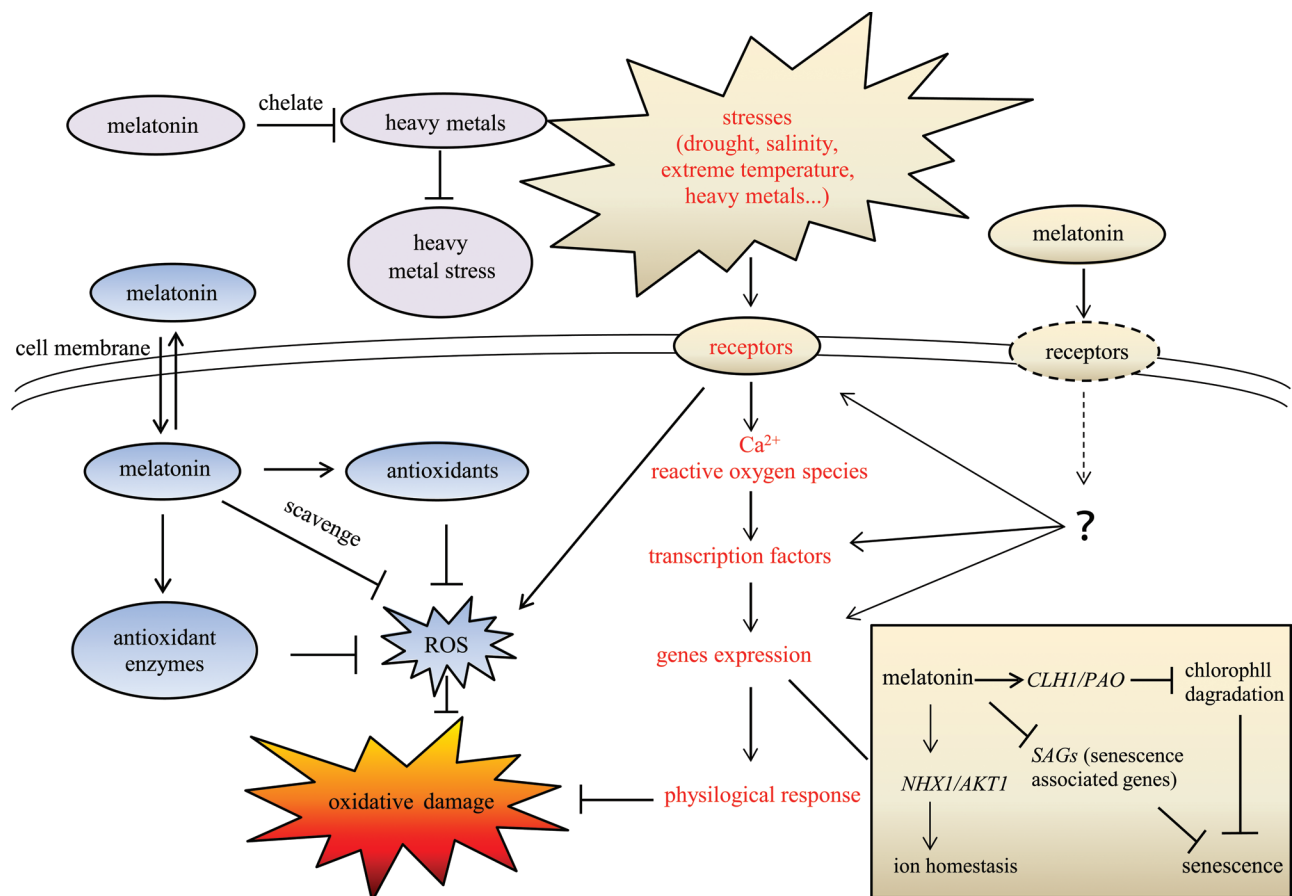 chelate
melatonin
heavy metals
stresses
(drought, salinity,
extreme temperature,
heavy metals...)
heavy
metal stress
melatonin
melatonin
cell membrane
receptors
receptors
melatonin
antioxidants
scavenge
Ca²⁺
reactive oxygen species
?
transcription factors
antioxidant
enzymes
ROS
genes expression
melatonin
CLH1/PAO
chlorophll
dagradation
SAGs (senescence
associated genes)
NHX1/AKT1
oxidative damage
physilogical response
ion homestasis
senescence